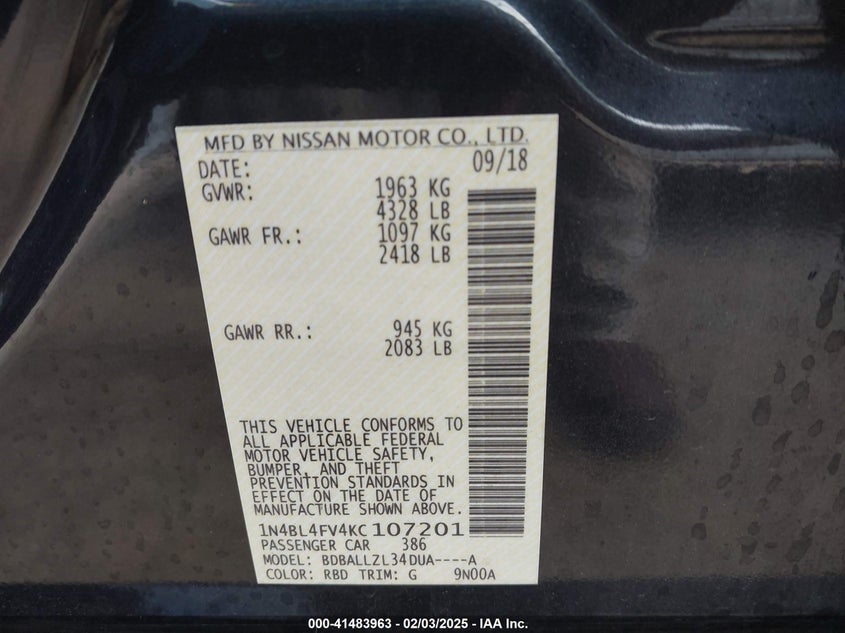 MFD BY NISSAN MOTOR CO., LTD.
DATE: 09/18
GVWR: 1963 KG
4328 LB
GAWR FR.: 1097 KG
2418 LB
GAWR RR.: 945 KG
2083 LB
THIS VEHICLE CONFORMS TO
ALL APPLICABLE FEDERAL
MOTOR VEHICLE SAFETY,
BUMPER, AND THEFT
PREVENTION STANDARDS IN
EFFECT ON THE DATE OF
MANUFACTURE SHOWN ABOVE.
1N4BL4FV4KC107201
PASSENGER CAR 386
MODEL: BDBALLZL34DUA----A
COLOR: RBD TRIM: G 9N00A
000-41483963 - 02/03/2025 - IAA Inc.